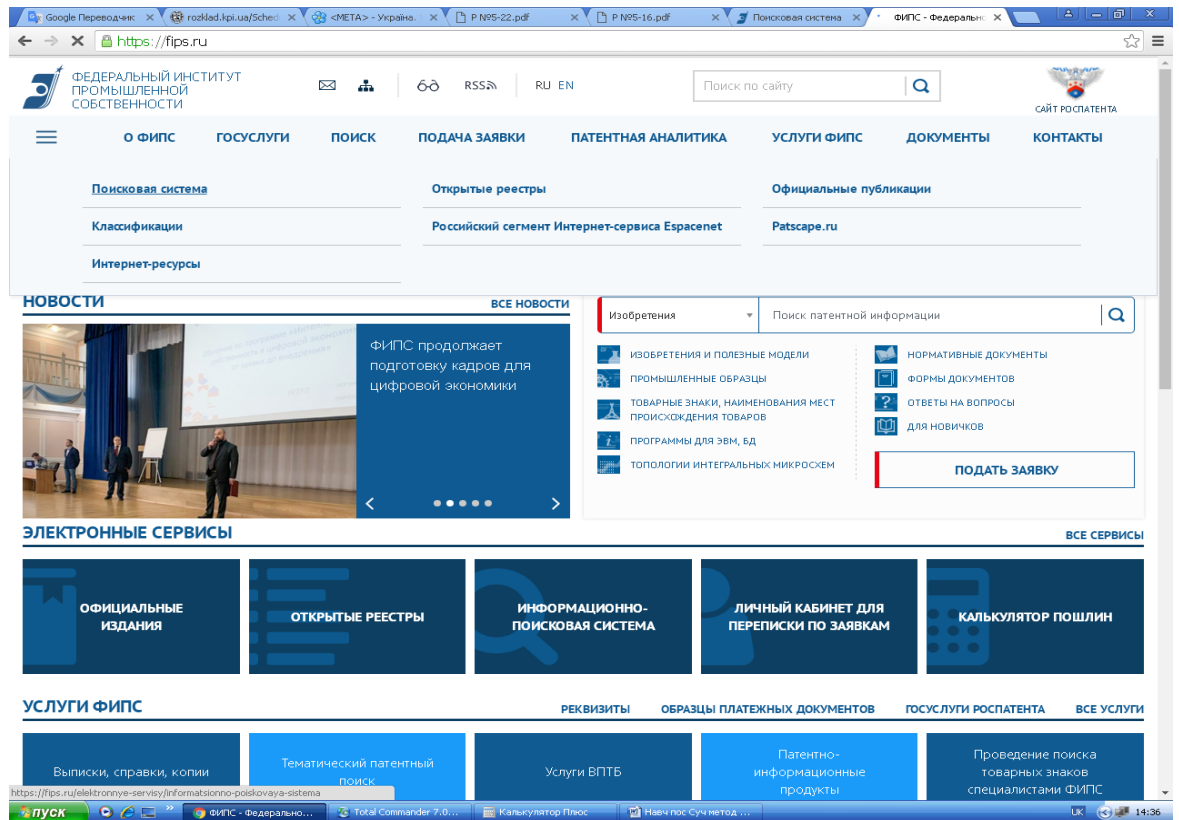 Google Переводчик
rozklad.kpi.ua/Sched
<META> - Україна.
P №95-22.pdf
P №95-16.pdf
Поисковая система
ФИПС - Федерально
https://fips.ru
ФЕДЕРАЛЬНЫЙ ИНСТИТУТ
ПРОМЫШЛЕННОЙ
СОБСТВЕННОСТИ
RSS
RU EN
Поиск по сайту
САЙТ РОСПАТЕНТА
О ФИПС ГОСУСЛУГИ ПОИСК ПОДАЧА ЗАЯВКИ ПАТЕНТНАЯ АНАЛИТИКА УСЛУГИ ФИПС ДОКУМЕНТЫ КОНТАКТЫ
Поисковая система Открытые реестры Официальные публикации
Классификации Российский сегмент Интернет-сервиса Espacenet Patscape.ru
Интернет-ресурсы
НОВОСТИ ВСЕ НОВОСТИ
ФИПС продолжает
подготовку кадров для
цифровой экономики
Изобретения Поиск патентной информации
ИЗОБРЕТЕНИЯ И ПОЛЕЗНЫЕ МОДЕЛИ
ПРОМЫШЛЕННЫЕ ОБРАЗЦЫ
ТОВАРНЫЕ ЗНАКИ, НАИМЕНОВАНИЯ МЕСТ
ПРОИСХОЖДЕНИЯ ТОВАРОВ
ПРОГРАММЫ ДЛЯ ЭВМ, БД
ТОПОЛОГИИ ИНТЕГРАЛЬНЫХ МИКРОСХЕМ
НОРМАТИВНЫЕ ДОКУМЕНТЫ
ФОРМЫ ДОКУМЕНТОВ
ОТВЕТЫ НА ВОПРОСЫ
ДЛЯ НОВИЧКОВ
ПОДАТЬ ЗАЯВКУ
ЭЛЕКТРОННЫЕ СЕРВИСЫ ВСЕ СЕРВИСЫ
ОФИЦИАЛЬНЫЕ
ИЗДАНИЯ
ОТКРЫТЫЕ РЕЕСТРЫ
ИНФОРМАЦИОННО-
ПОИСКОВАЯ СИСТЕМА
ЛИЧНЫЙ КАБИНЕТ ДЛЯ
ПЕРЕПИСКИ ПО ЗАЯВКАМ
КАЛЬКУЛЯТОР ПОШЛИН
УСЛУГИ ФИПС РЕКВИЗИТЫ ОБРАЗЦЫ ПЛАТЕЖНЫХ ДОКУМЕНТОВ ГОСУСЛУГИ РОСПАТЕНТА ВСЕ УСЛУГИ
Выписки, справки, копии
Тематический патентный
поиск
Услуги ВПТБ
Патентно-
информационные
продукты
Проведение поиска
товарных знаков
специалистами ФИПС
https://fips.ru/elektronnye-servisy/informatsionno-poiskovaya-sistema
пуск
ФИПС - Федерально...
Total Commander 7.0...
Калькулятор Плюс
Навч пос Суч метод ...
UK
14:36